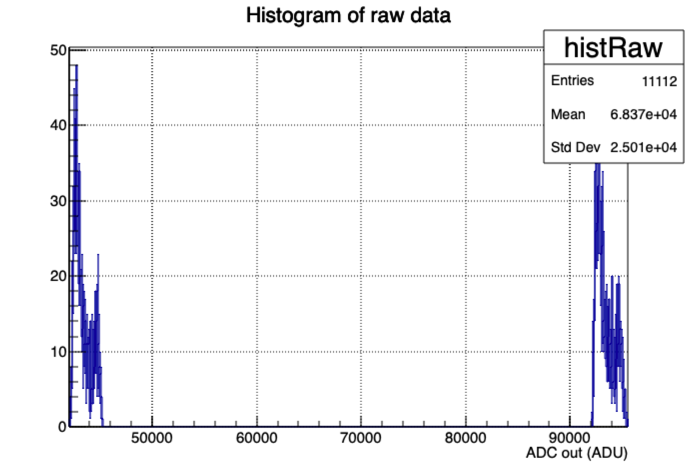 Histogram of raw data
histRaw
Entries 11112
Mean 6.837e+04
Std Dev 2.501e+04
50
40
30
20
10
0
50000 60000 70000 80000 90000
ADC out (ADU)